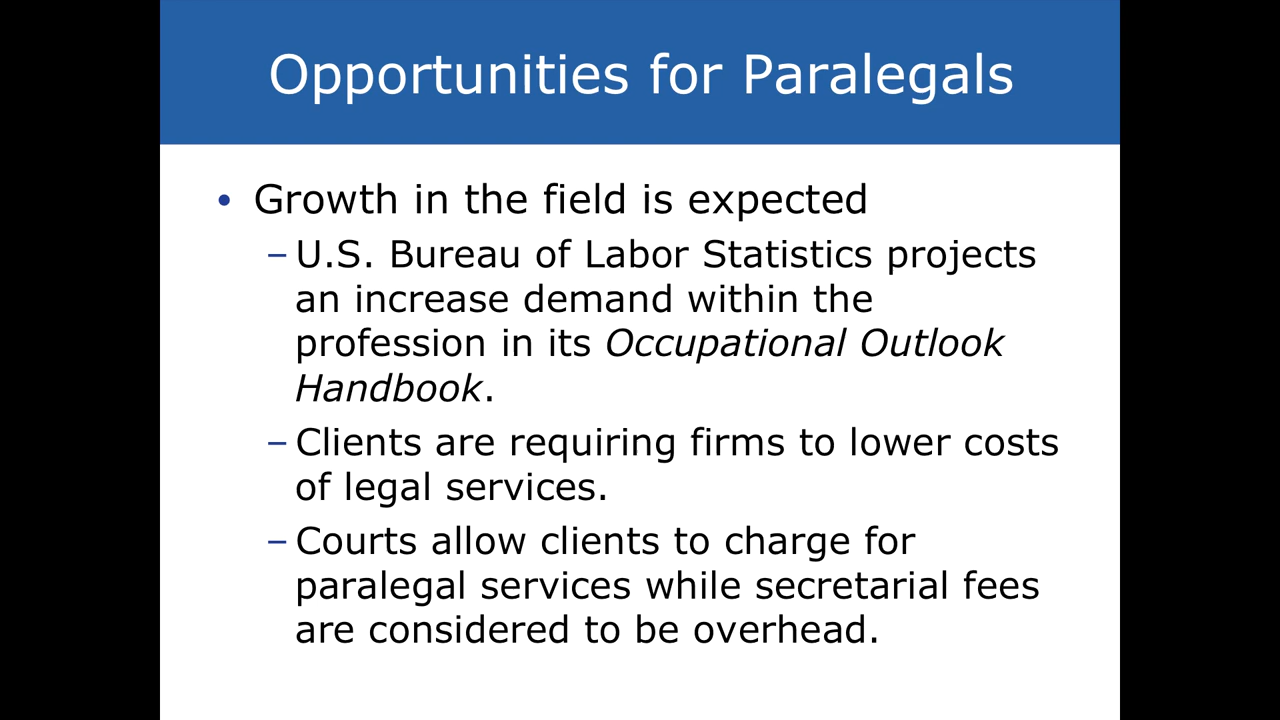 Opportunities for Paralegals
• Growth in the field is expected
– U.S. Bureau of Labor Statistics projects
an increase demand within the
profession in its Occupational Outlook
Handbook.
– Clients are requiring firms to lower costs
of legal services.
– Courts allow clients to charge for
paralegal services while secretarial fees
are considered to be overhead.